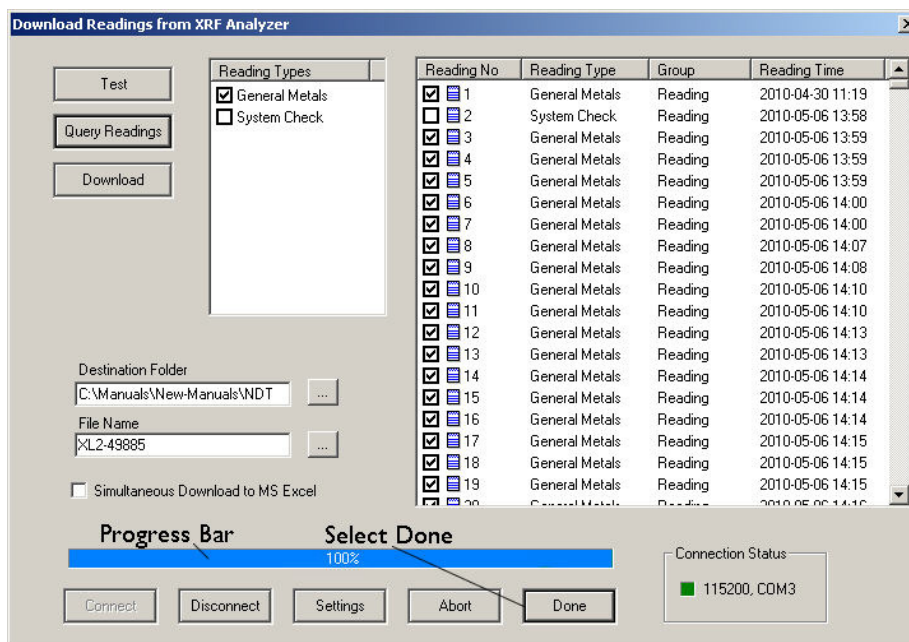 Download Readings from XRF Analyzer
Test
Query Readings
Download
Reading Types
General Metals
System Check
Reading No Reading Type Group Reading Time
1 General Metals Reading 2010-04-30 11:19
2 System Check Reading 2010-05-06 13:58
3 General Metals Reading 2010-05-06 13:59
4 General Metals Reading 2010-05-06 13:59
5 General Metals Reading 2010-05-06 13:59
6 General Metals Reading 2010-05-06 14:00
7 General Metals Reading 2010-05-06 14:00
8 General Metals Reading 2010-05-06 14:07
9 General Metals Reading 2010-05-06 14:08
10 General Metals Reading 2010-05-06 14:10
11 General Metals Reading 2010-05-06 14:10
12 General Metals Reading 2010-05-06 14:13
13 General Metals Reading 2010-05-06 14:13
14 General Metals Reading 2010-05-06 14:14
15 General Metals Reading 2010-05-06 14:14
16 General Metals Reading 2010-05-06 14:14
17 General Metals Reading 2010-05-06 14:15
18 General Metals Reading 2010-05-06 14:15
19 General Metals Reading 2010-05-06 14:15
Destination Folder
C:\Manuals\New-Manuals\NDT ...
File Name
XL2-49885 ...
Simultaneous Download to MS Excel
Progress Bar Select Done
100%
Connect Disconnect Settings Abort Done
Connection Status
115200, COM3